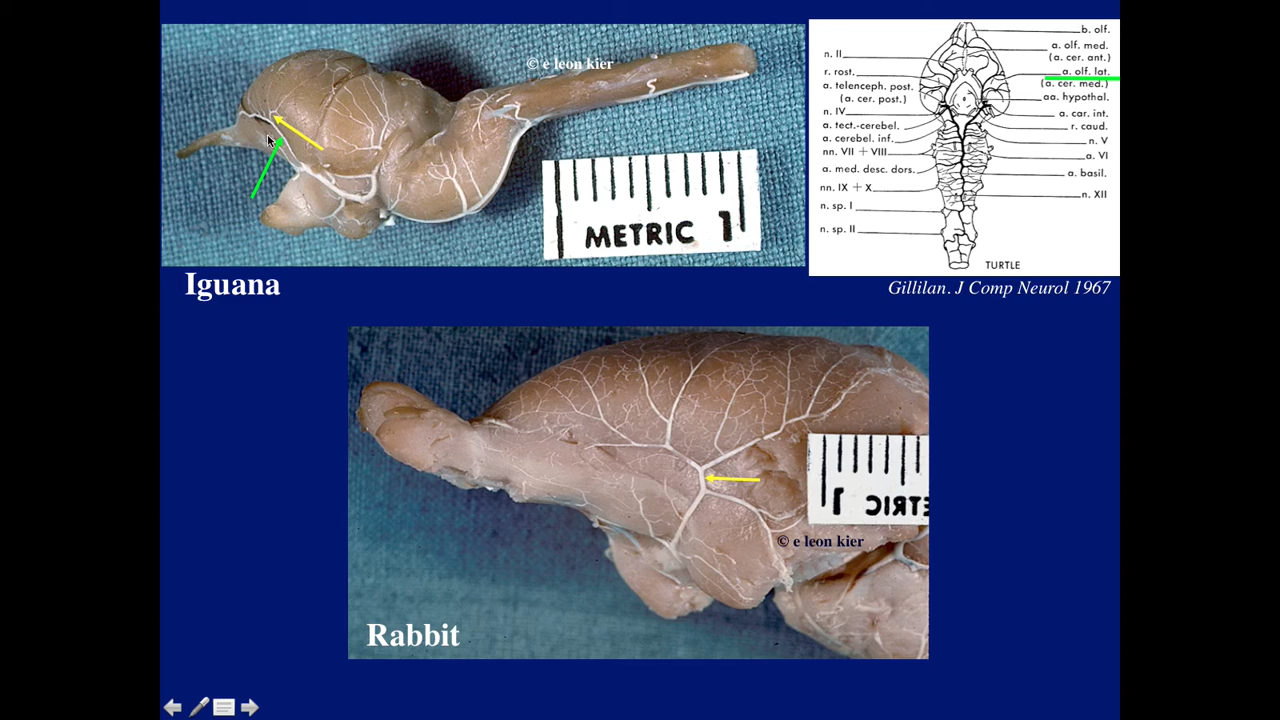 © e leon kier
METRIC 1
Iguana
b. olf.
a. olf. med.
(a. cer. ant.)
a. olf. lat.
(a. cer. med.)
aa. hypothal.
a. car. int.
r. caud.
n. V
a. VI
a. basil.
n. XII
n. II
r. rost.
a. telenceph. post.
(a. cer. post.)
n. IV
a. tect.-cerebel.
a. cerebel. inf.
nn. VII + VIII
a. med. desc. dors.
nn. IX + X
n. sp. I
n. sp. II
TURTLE
Gillilan. J Comp Neurol 1967
© e leon kier
ETRIC 1
Rabbit